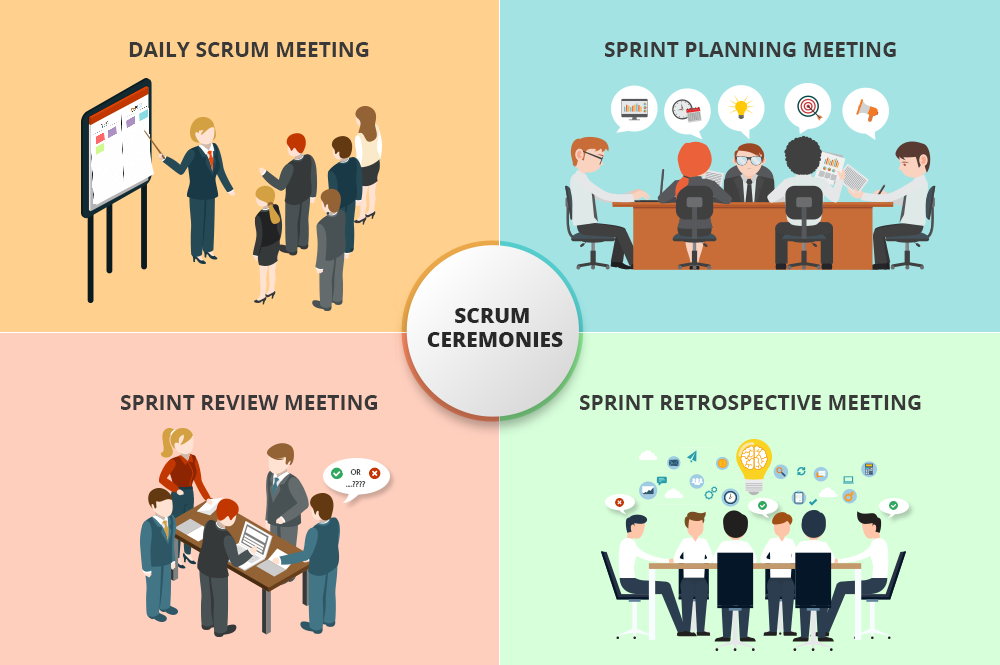 DAILY SCRUM MEETING
SPRINT PLANNING MEETING
SCRUM
CEREMONIES
SPRINT REVIEW MEETING
OR
....????
SPRINT RETROSPECTIVE MEETING